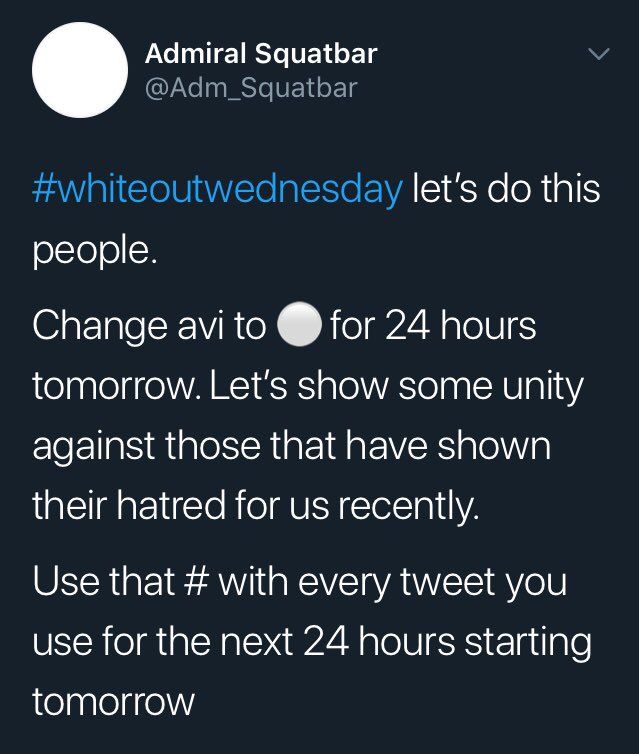 Admiral Squatbar
@Adm_Squatbar
#whiteoutwednesday let’s do this
people.
Change avi to ⚪ for 24 hours
tomorrow. Let’s show some unity
against those that have shown
their hatred for us recently.
Use that # with every tweet you
use for the next 24 hours starting
tomorrow